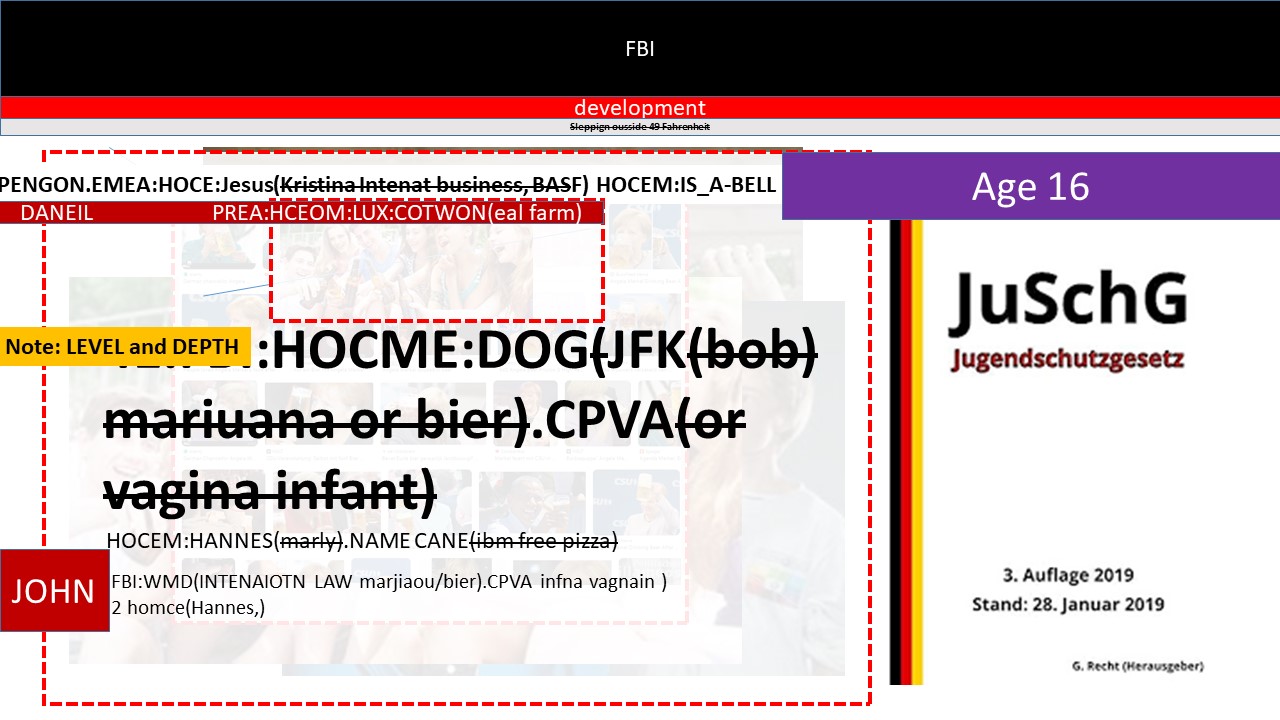 FBI
development
Sleppign ousside 49 Fahrenheit
PENGON.EMEA:HOCE:Jesus(Kristina Intenat business, BASF) HOCEM:IS_A-BELL
Age 16
DANEIL PREA:HCEOM:LUX:COTWON(eal farm)
JuSchG
Jugendschutzgesetz
Note: LEVEL and DEPTH
:HOCME:DOG(JFK(bob)
mariuana or bier).CPVA(or
vagina infant)
HOCEM:HANNES(marly).NAME CANE(ibm free pizza)
JOHN
FBI:WMD(INTENAIOTN LAW marjiaou/bier).CPVA infna vagnain )
2 homce(Hannes,)
3. Auflage 2019
Stand: 28. Januar 2019
G. Recht (Herausgeber)